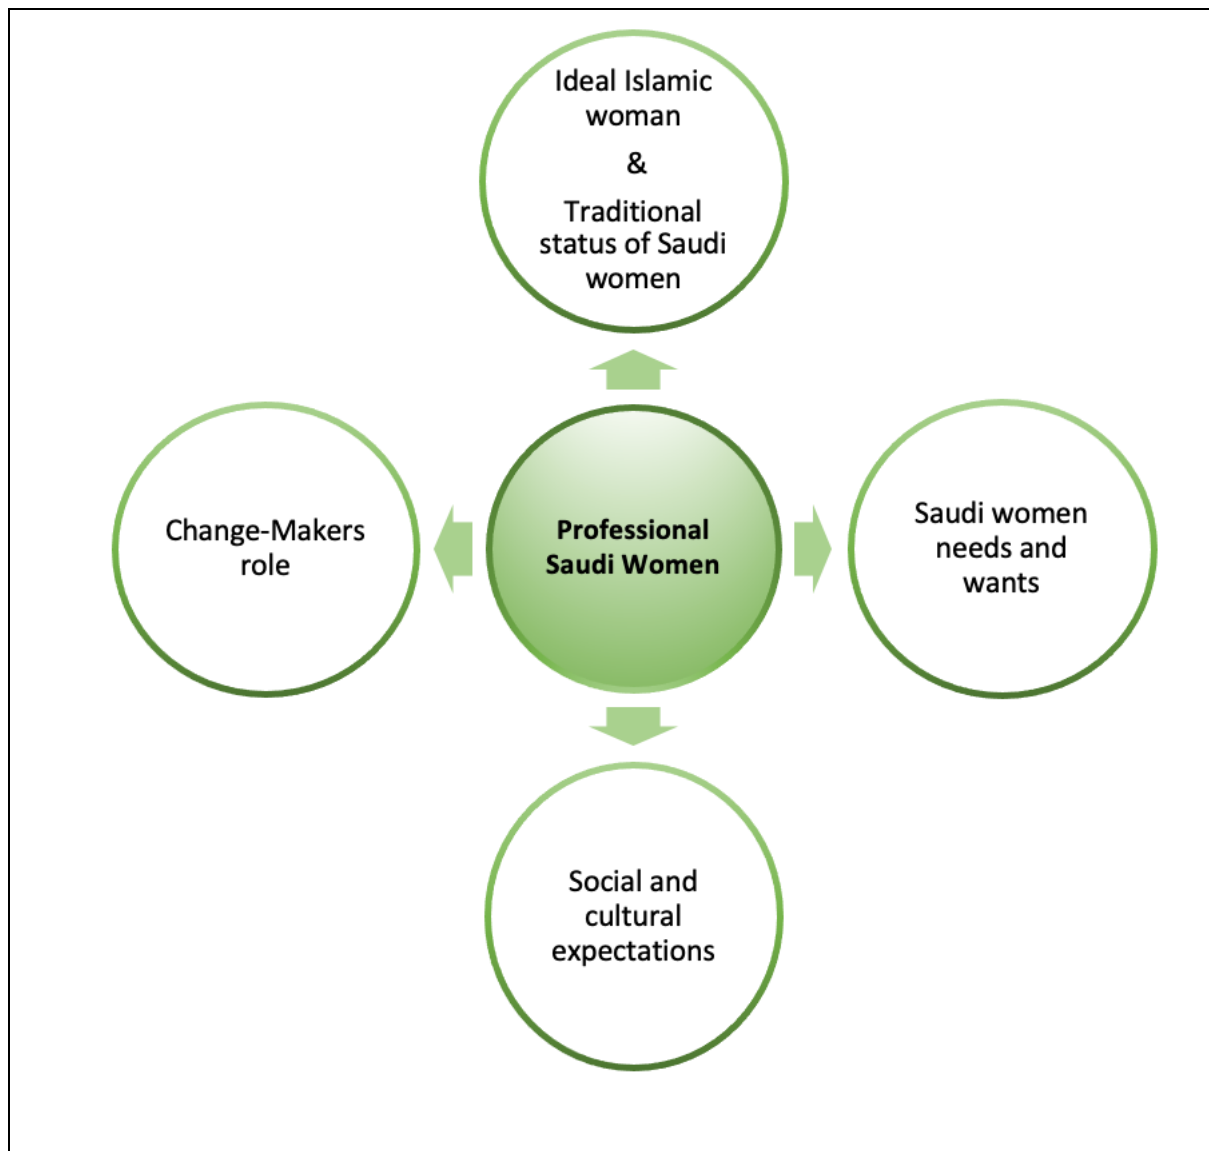 Ideal Islamic
woman
&
Traditional
status of Saudi
women
Change-Makers
role
Professional
Saudi Women
Saudi women
needs and
wants
Social and
cultural
expectations